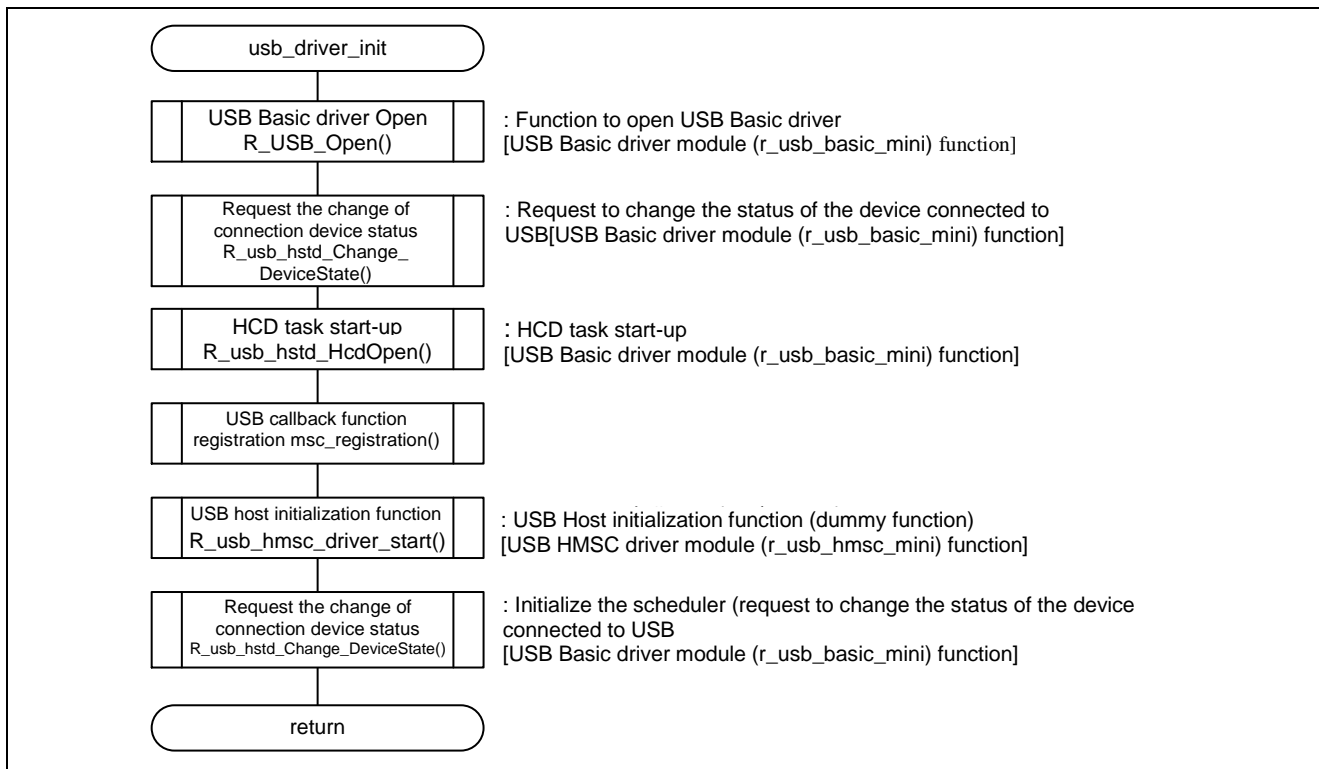 usb_driver_init
USB Basic driver Open
R_USB_Open()
: Function to open USB Basic driver
[USB Basic driver module (r_usb_basic_mini) function]
Request the change of
connection device status
R_usb_hstd_Change_
DeviceState()
: Request to change the status of the device connected to
USB[USB Basic driver module (r_usb_basic_mini) function]
HCD task start-up
R_usb_hstd_HcdOpen()
: HCD task start-up
[USB Basic driver module (r_usb_basic_mini) function]
USB callback function
registration msc_registration()
USB host initialization function
R_usb_hmsc_driver_start()
: USB Host initialization function (dummy function)
[USB HMSC driver module (r_usb_hmsc_mini) function]
Request the change of
connection device status
R_usb_hstd_Change_DeviceState()
: Initialize the scheduler (request to change the status of the device
connected to USB
[USB Basic driver module (r_usb_basic_mini) function]
return